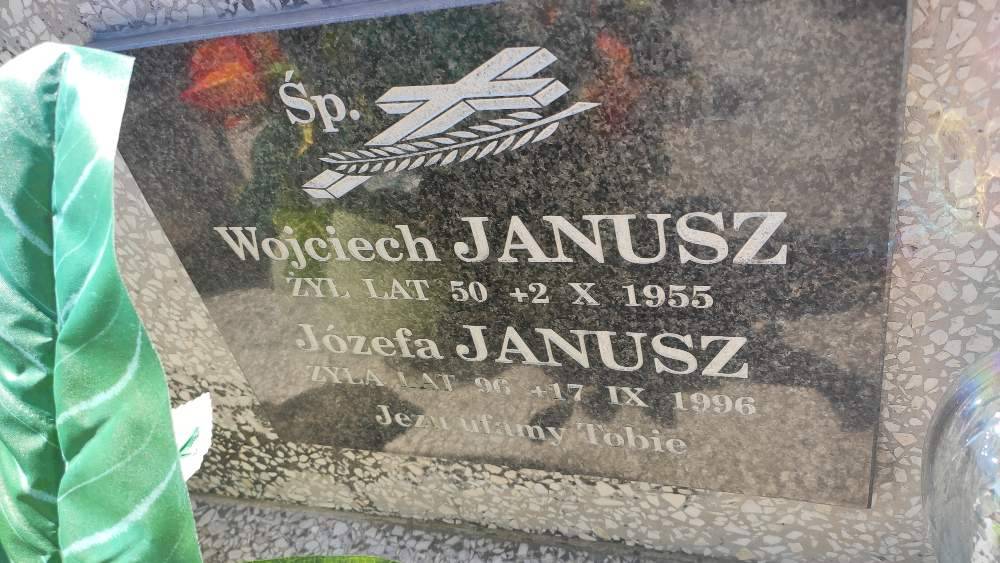 Śp.
Wojciech JANUSZ
ŻYŁ LAT 50 +2 X 1955
Józefa JANUSZ
ŻYŁA LAT 96 +17 IX 1996
Jezu ufamy Tobie